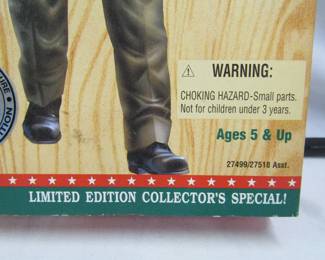 WARNING:
CHOKING HAZARD-Small parts.
Not for children under 3 years.
Ages 5 & Up
27499/27518 Asst.
LIMITED EDITION COLLECTOR'S SPECIAL!